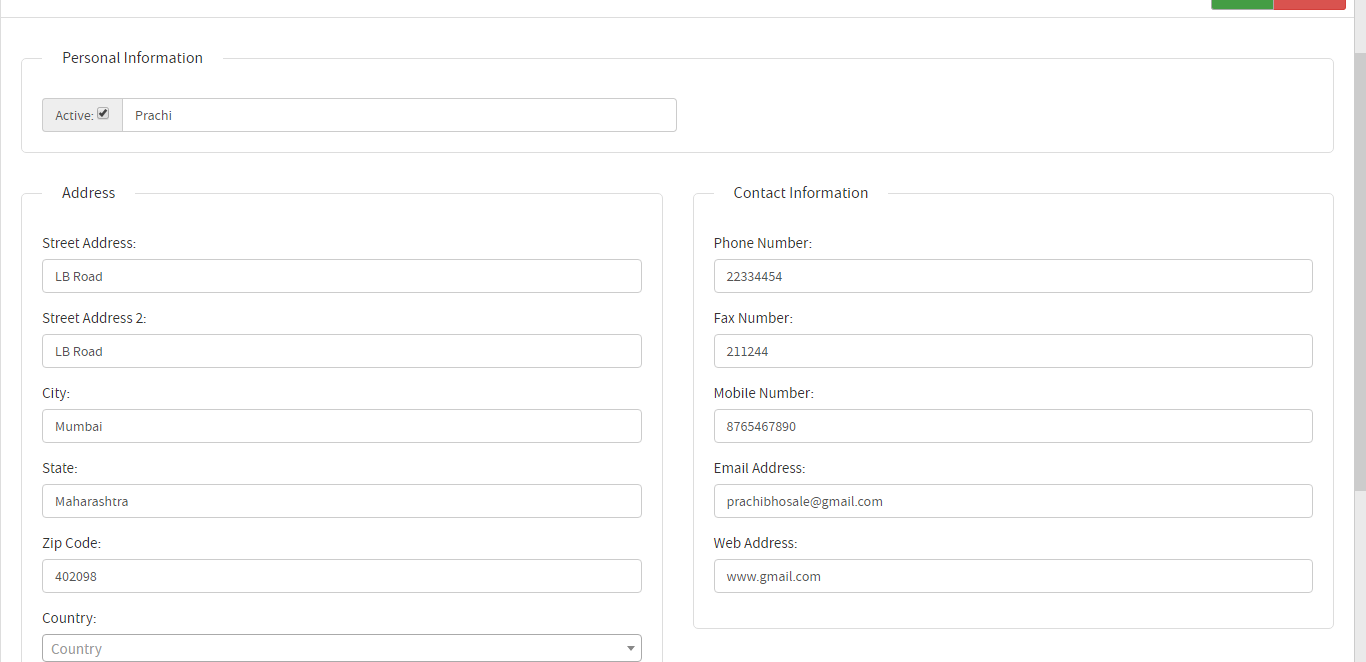 Personal Information
Active: Prachi
Address
Street Address:
LB Road
Street Address 2:
LB Road
City:
Mumbai
State:
Maharashtra
Zip Code:
402098
Country:
Country
Contact Information
Phone Number:
22334454
Fax Number:
211244
Mobile Number:
8765467890
Email Address:
prachibhosale@gmail.com
Web Address:
www.gmail.com